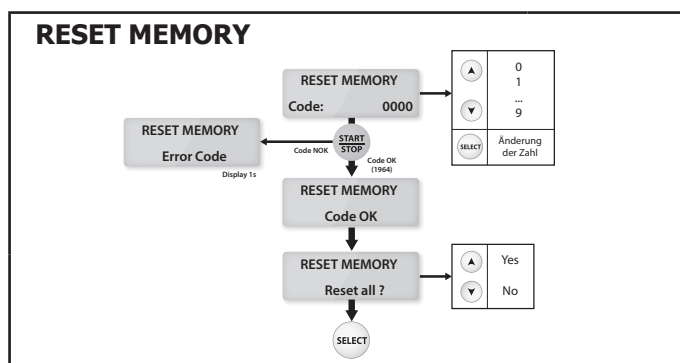 RESET MEMORY
RESET MEMORY
Code: 0000
0
1
...
9
SELECT
Änderung
der Zahl
START
STOP
Code NOK
RESET MEMORY
Error Code
Display 1s
Code OK
(1964)
RESET MEMORY
Code OK
RESET MEMORY
Reset all ?
Yes
No
SELECT